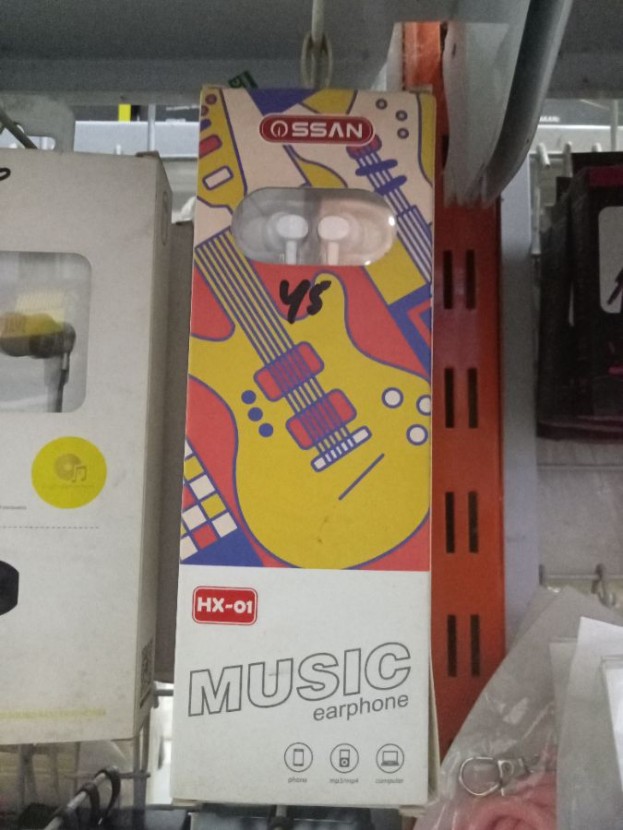 OSSAN
45
HX-01
MUSIC
earphone
phone mp3/mp4 computer